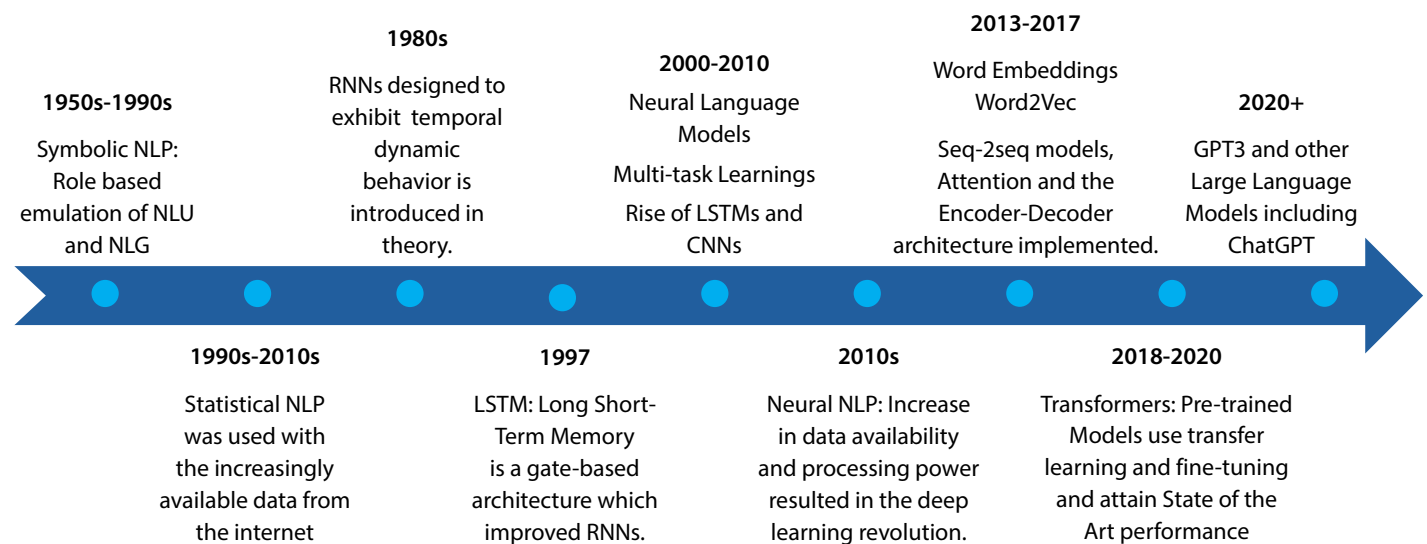 1950s-1990s
Symbolic NLP:
Role based
emulation of NLU
and NLG
1990s-2010s
Statistical NLP
was used with
the increasingly
available data from
the internet
1980s
RNNs designed to
exhibit temporal
dynamic
behavior is
introduced in
theory.
1997
LSTM: Long Short-
Term Memory
is a gate-based
architecture which
improved RNNs.
2000-2010
Neural Language
Models
Multi-task Learnings
Rise of LSTMs and
CNNs
2010s
Neural NLP: Increase
in data availability
and processing power
resulted in the deep
learning revolution.
2013-2017
Word Embeddings
Word2Vec
Seq-2seq models,
Attention and the
Encoder-Decoder
architecture implemented.
2018-2020
Transformers: Pre-trained
Models use transfer
learning and fine-tuning
and attain State of the
Art performance
2020+
GPT3 and other
Large Language
Models including
ChatGPT